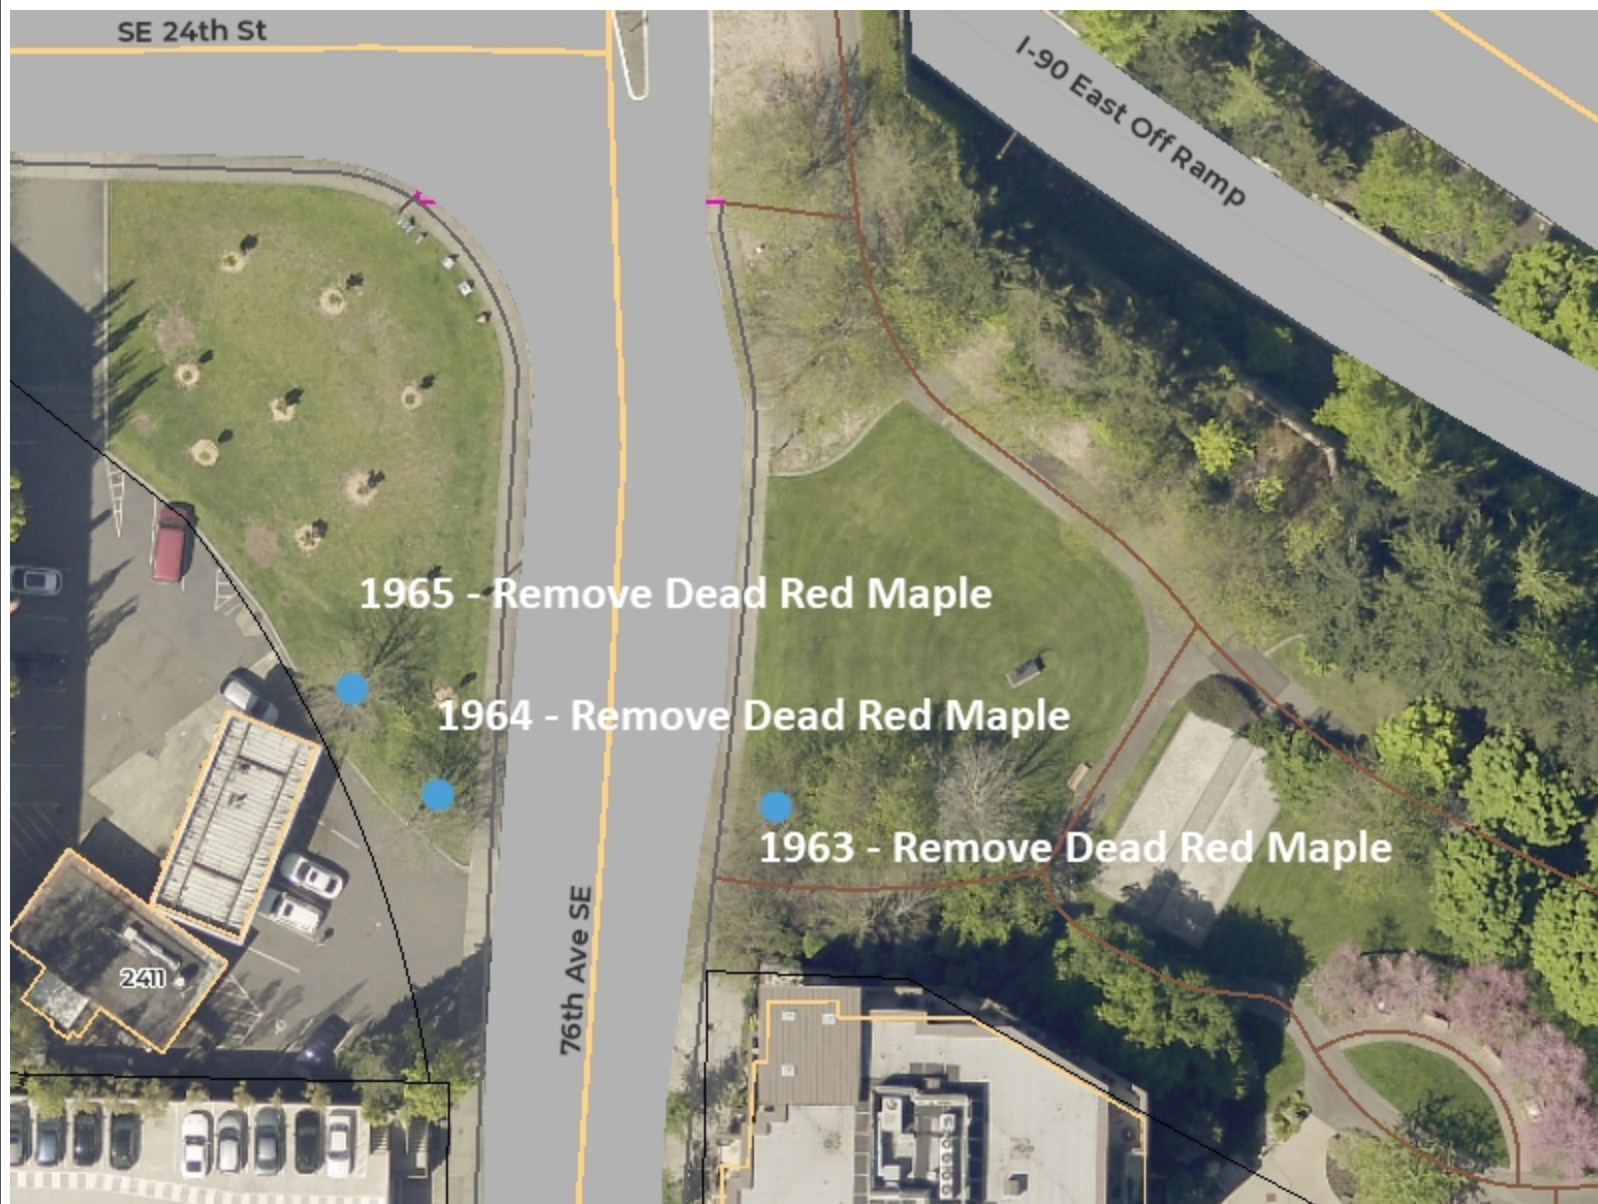 SE 24th St
I-90 East Off Ramp
1965 - Remove Dead Red Maple
1964 - Remove Dead Red Maple
1963 - Remove Dead Red Maple
76th Ave SE
2411